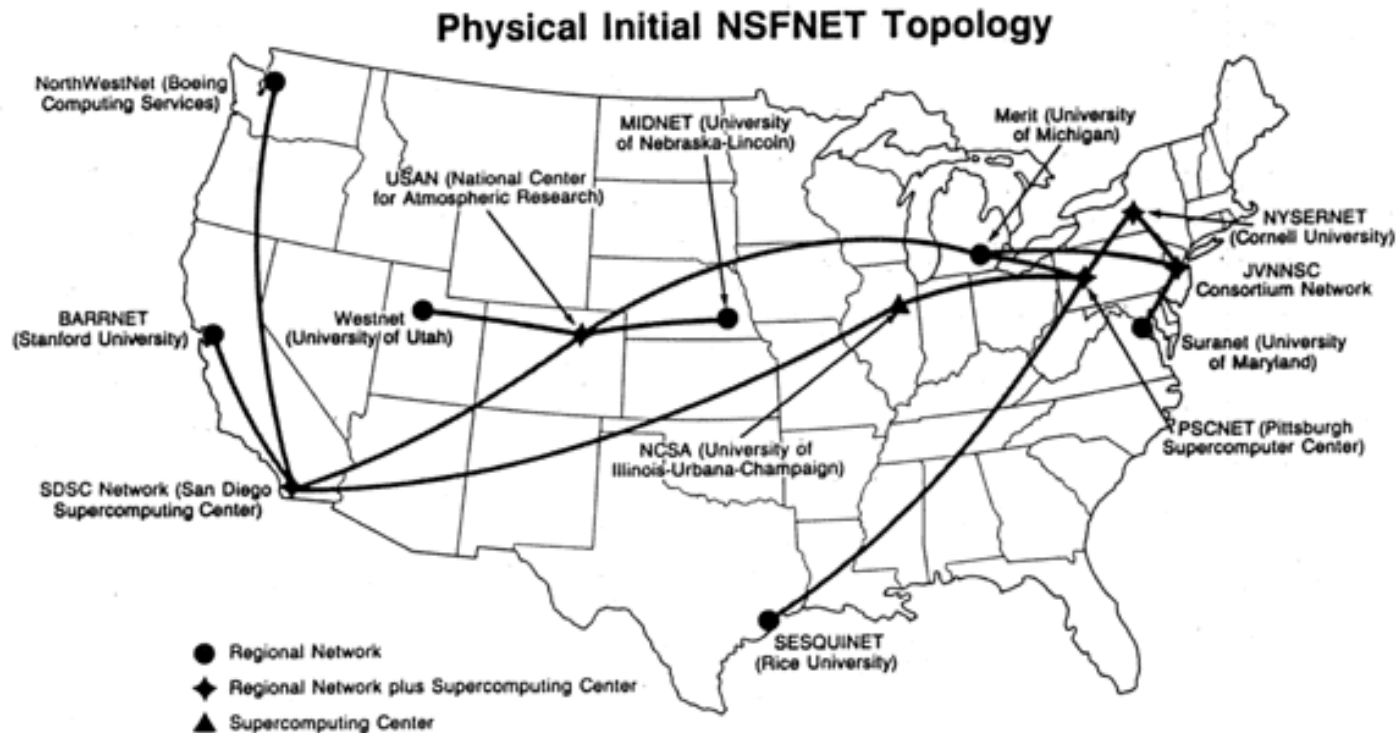 Physical Initial NSFNET Topology
NorthWestNet (Boeing
Computing Services)
MIDNET (University
of Nebraska-Lincoln)
Merit (University
of Michigan)
USAN (National Center
for Atmospheric Research)
NYSERNET
(Cornell University)
JVNNSC
Consortium Network
BARRNET
(Stanford University)
Westnet
(University of Utah)
Suranet (University
of Maryland)
NCSA (University of
Illinois-Urbana-Champaign)
PSCNET (Pittsburgh
Supercomputer Center)
SDSC Network (San Diego
Supercomputing Center)
SESQUINET
(Rice University)
Regional Network
Regional Network plus Supercomputing Center
Supercomputing Center